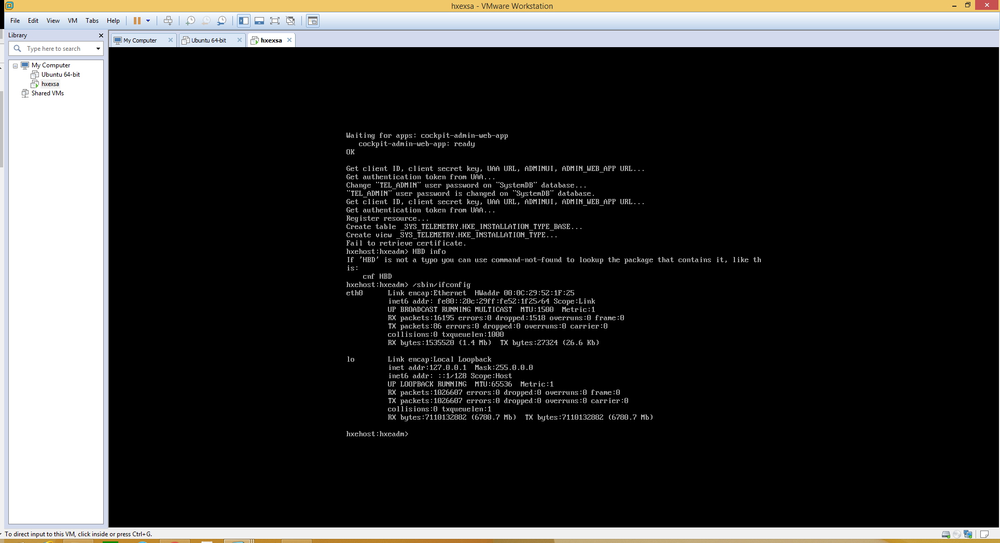 hxexsa - VMware Workstation
File Edit View VM Tabs Help
Library
Type here to search
My Computer
Ubuntu 64-bit
hxexsa
Shared VMs
My Computer
Ubuntu 64-bit
hxexsa
Waiting for apps: cockpit-admin-web-app
cockpit-admin-web-app: ready
OK
Get client ID, client secret key, UAA URL, ADMINUI, ADMIN_WEB_APP URL...
Get authentication token from UAA...
Change "TEL_ADMIN" user password on "SystemDB" database...
"TEL_ADMIN" user password is changed on "SystemDB" database.
Get client ID, client secret key, UAA URL, ADMINUI, ADMIN_WEB_APP URL...
Get authentication token from UAA...
Register resource...
Create table _SYS_TELEMETRY.HXE_INSTALLATION_TYPE_BASE...
Create view _SYS_TELEMETRY.HXE_INSTALLATION_TYPE...
Fail to retrieve certificate.
hxehost:hxeadm> HBD info
If 'HBD' is not a typo you can use command-not-found to lookup the package that contains it, like th
is:
cnf HBD
hxehost:hxeadm> /sbin/ifconfig
eth0 Link encap:Ethernet HWaddr 00:0C:29:52:1F:25
inet6 addr: fe80::20c:29ff:fe52:1f25/64 Scope:Link
UP BROADCAST RUNNING MULTICAST MTU:1500 Metric:1
RX packets:16195 errors:0 dropped:1518 overruns:0 frame:0
TX packets:86 errors:0 dropped:0 overruns:0 carrier:0
collisions:0 txqueuelen:1000
RX bytes:1535520 (1.4 Mb) TX bytes:27324 (26.6 Kb)
lo Link encap:Local Loopback
inet addr:127.0.0.1 Mask:255.0.0.0
inet6 addr: ::1/128 Scope:Host
UP LOOPBACK RUNNING MTU:65536 Metric:1
RX packets:1026607 errors:0 dropped:0 overruns:0 frame:0
TX packets:1026607 errors:0 dropped:0 overruns:0 carrier:0
collisions:0 txqueuelen:1
RX bytes:7110132882 (6780.7 Mb) TX bytes:7110132882 (6780.7 Mb)
hxehost:hxeadm>
To direct input to this VM, click inside or press Ctrl+G.